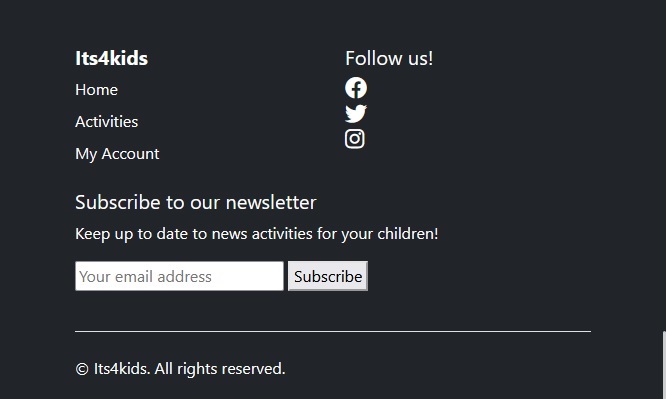 Its4kids
Home
Activities
My Account
Follow us!
Subscribe to our newsletter
Keep up to date to news activities for your children!
Your email address
Subscribe
© Its4kids. All rights reserved.